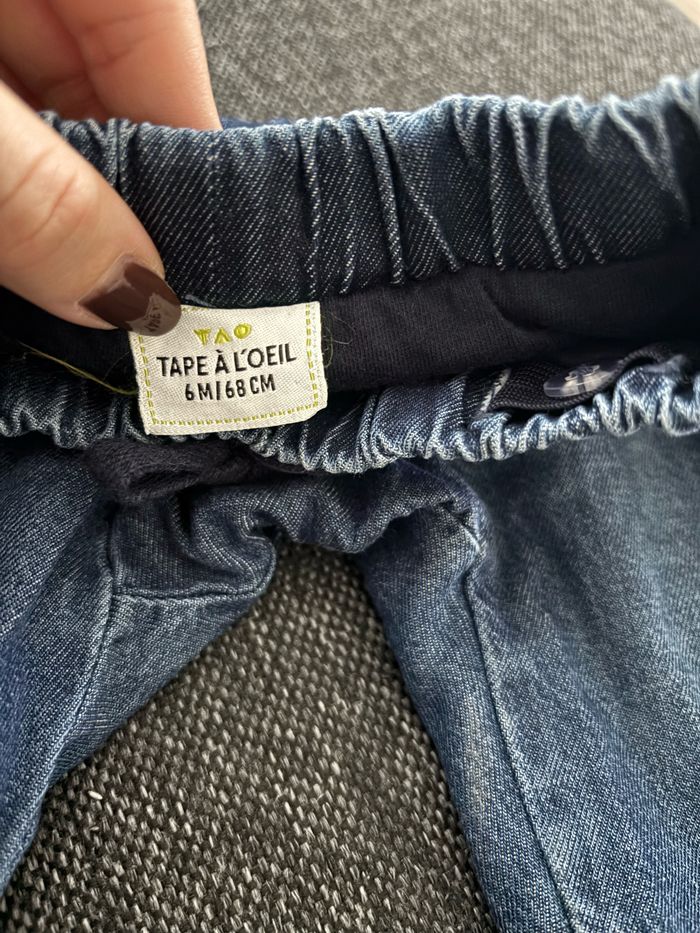 TAO
TAPE À L'OEIL
6M/68CM